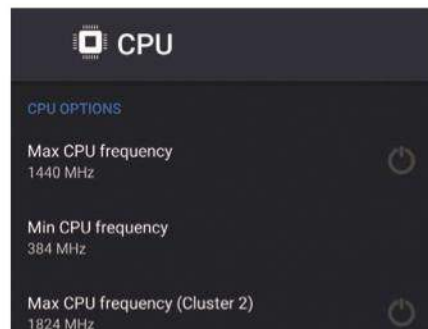 CPU
CPU OPTIONS
Max CPU frequency
1440 MHz
Min CPU frequency
384 MHz
Max CPU frequency (Cluster 2)
1824 MHz